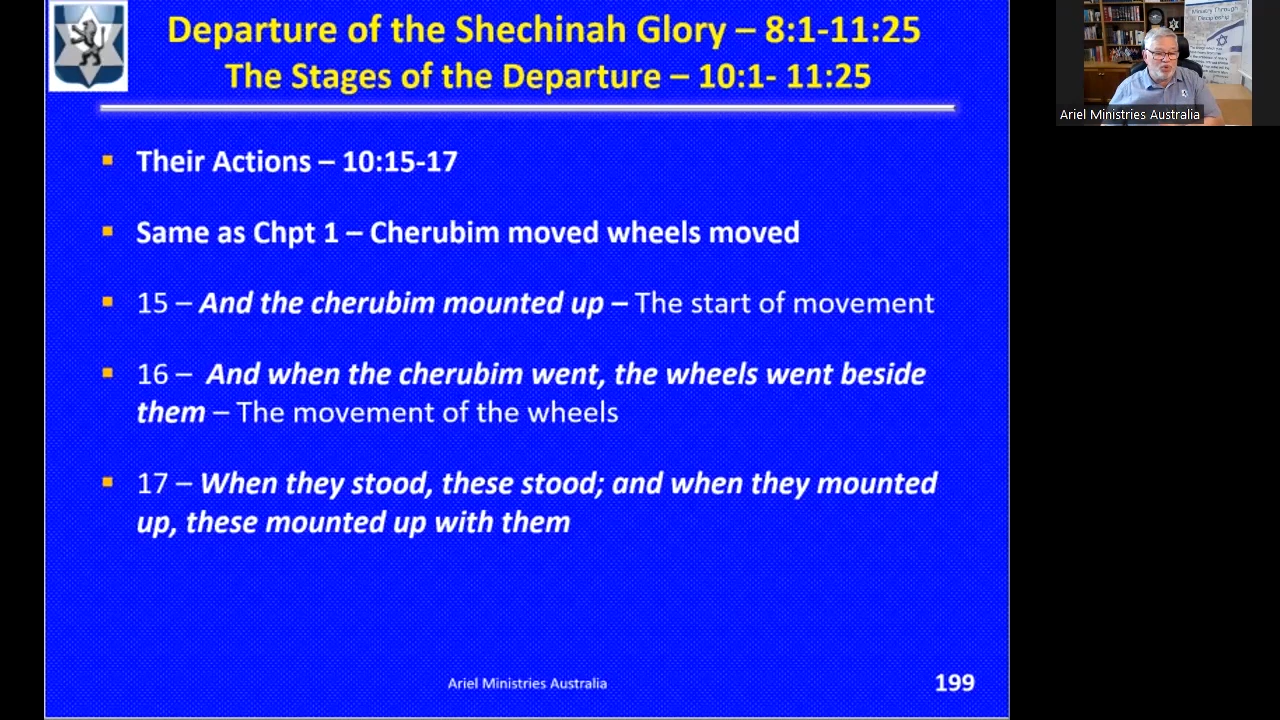 Departure of the Shechinah Glory – 8:1-11:25
The Stages of the Departure – 10:1- 11:25
Their Actions – 10:15-17
Same as Chpt 1 – Cherubim moved wheels moved
15 – And the cherubim mounted up – The start of movement
16 – And when the cherubim went, the wheels went beside
them – The movement of the wheels
17 – When they stood, these stood; and when they mounted
up, these mounted up with them
Ariel Ministries Australia
199
Ministry Through
Discipleship
Ariel Ministries Australia